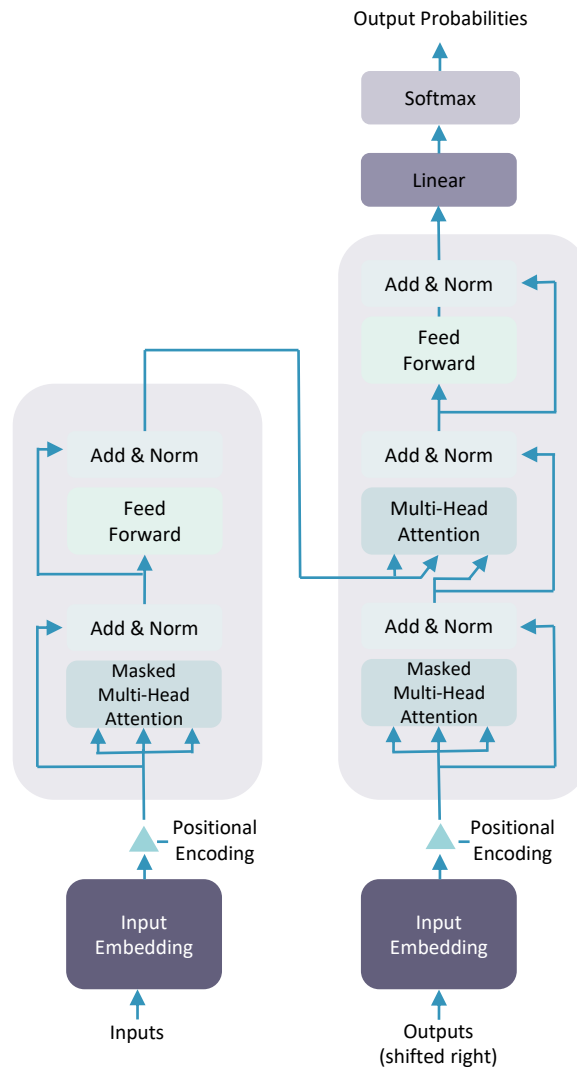 Output Probabilities
Softmax
Linear
Add & Norm
Feed
Forward
Add & Norm
Multi-Head
Attention
Add & Norm
Masked
Multi-Head
Attention
Positional
Encoding
Input
Embedding
Outputs
(shifted right)
Add & Norm
Feed
Forward
Add & Norm
Masked
Multi-Head
Attention
Positional
Encoding
Input
Embedding
Inputs